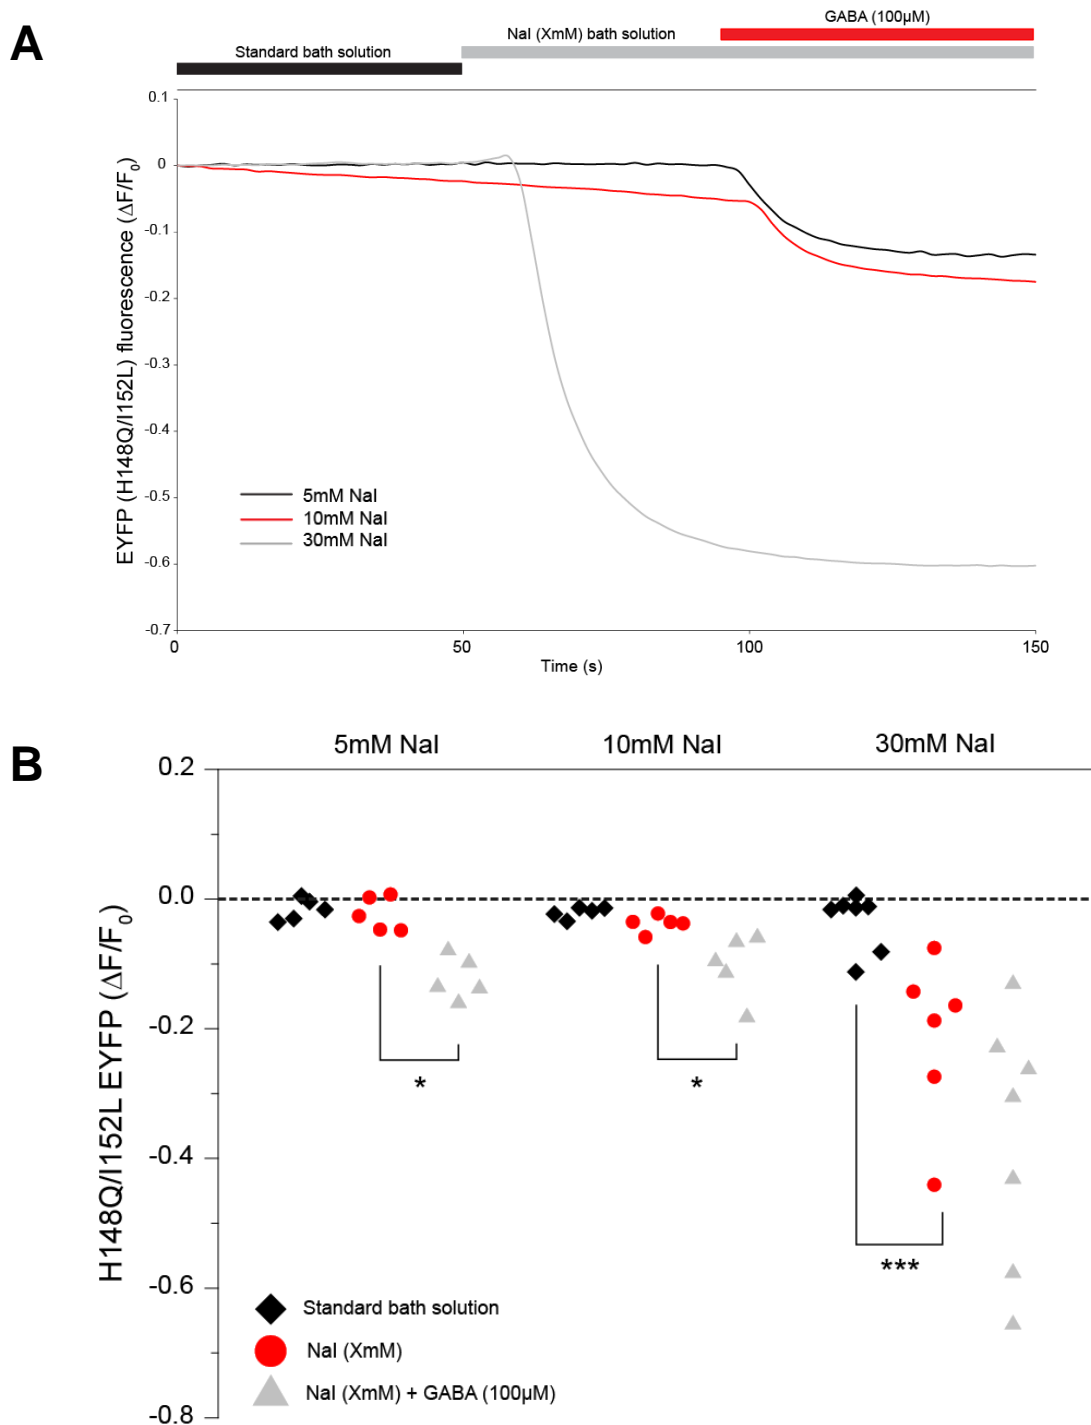 A
GABA (100µM)
NaI (XmM) bath solution
Standard bath solution
0.1
0
-0.1
-0.2
-0.3
-0.4
-0.5
-0.6
-0.7
EYFP (H148Q/I152L) fluorescence (ΔF/F0)
5mM NaI
10mM NaI
30mM NaI
0
50
100
150
Time (s)
B
5mM NaI
10mM NaI
30mM NaI
0.2
0.0
-0.2
-0.4
-0.6
-0.8
H148Q/I152L EYFP (ΔF/F0)
*
*
***
Standard bath solution
NaI (XmM)
NaI (XmM) + GABA (100µM)